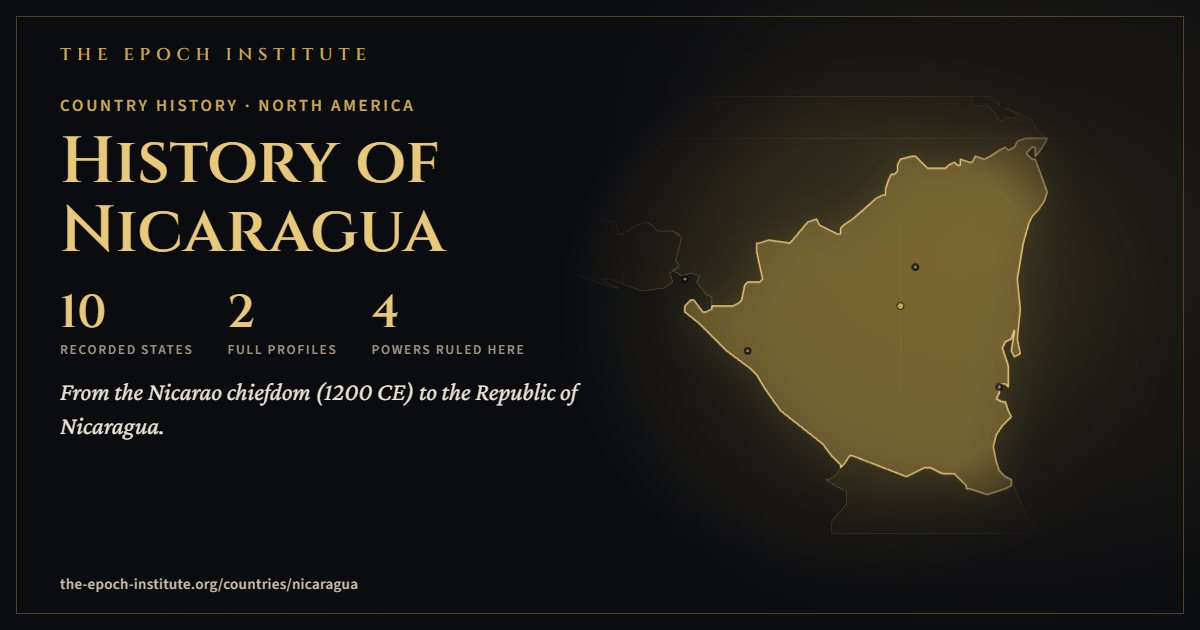 THE EPOCH INSTITUTE
COUNTRY HISTORY · NORTH AMERICA
History of
Nicaragua
10 2 4
RECORDED STATES FULL PROFILES POWERS RULED HERE
From the Nicarao chiefdom (1200 CE) to the Republic of
Nicaragua.
the-epoch-institute.org/countries/nicaragua